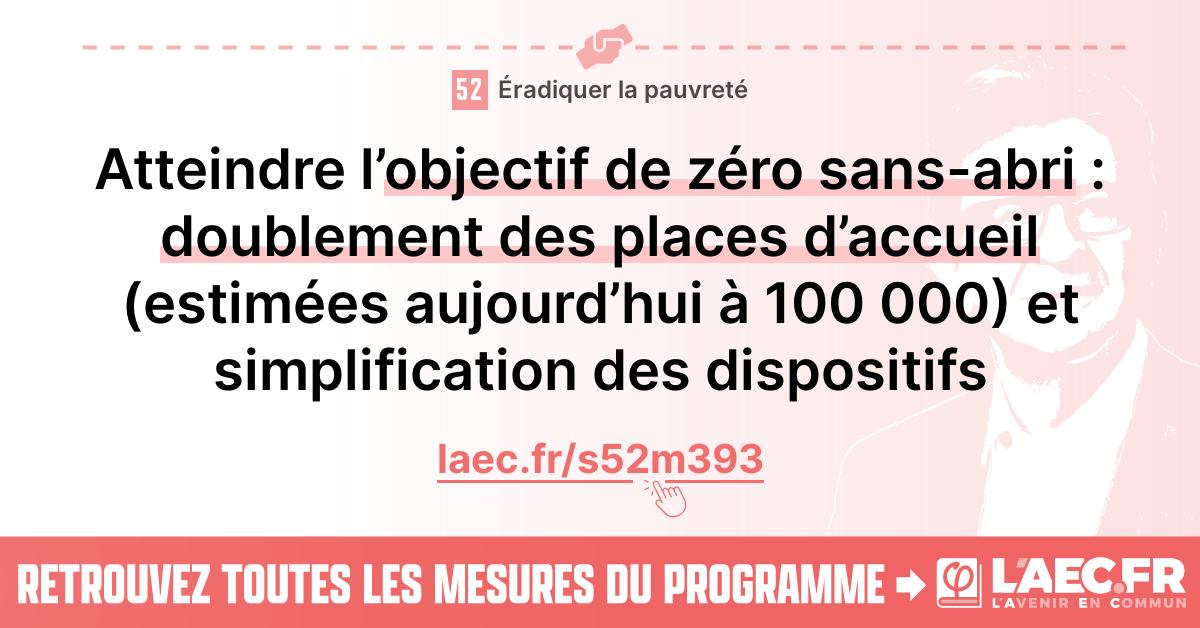 52 Éradiquer la pauvreté
Atteindre l’objectif de zéro sans-abri :
doublement des places d’accueil
(estimées aujourd’hui à 100 000) et
simplification des dispositifs
laec.fr/s52m393
RETROUVEZ TOUTES LES MESURES DU PROGRAMME
L'AEC.FR
L'AVENIR EN COMMUN